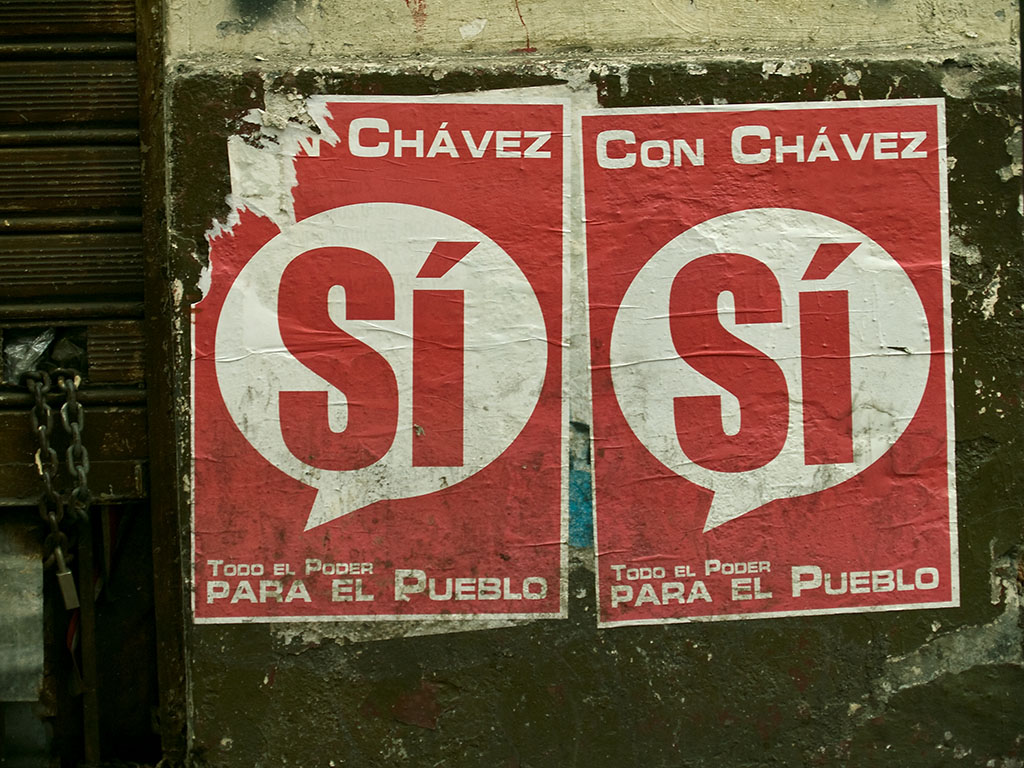 Chávez
Sí
Todo el Poder
para el Pueblo
Con Chávez
Sí
Todo el Poder
para el Pueblo